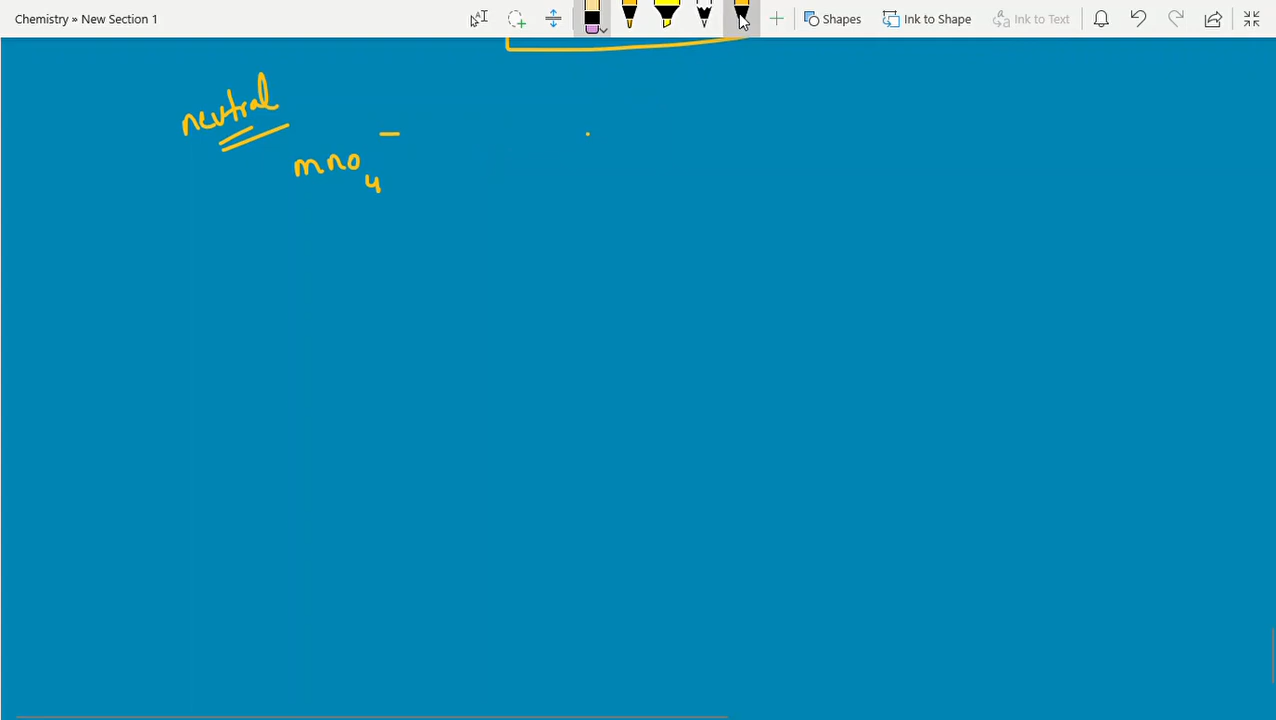 Chemistry » New Section 1
Shapes
Ink to Shape
Ink to Text
neutral
mno4 –